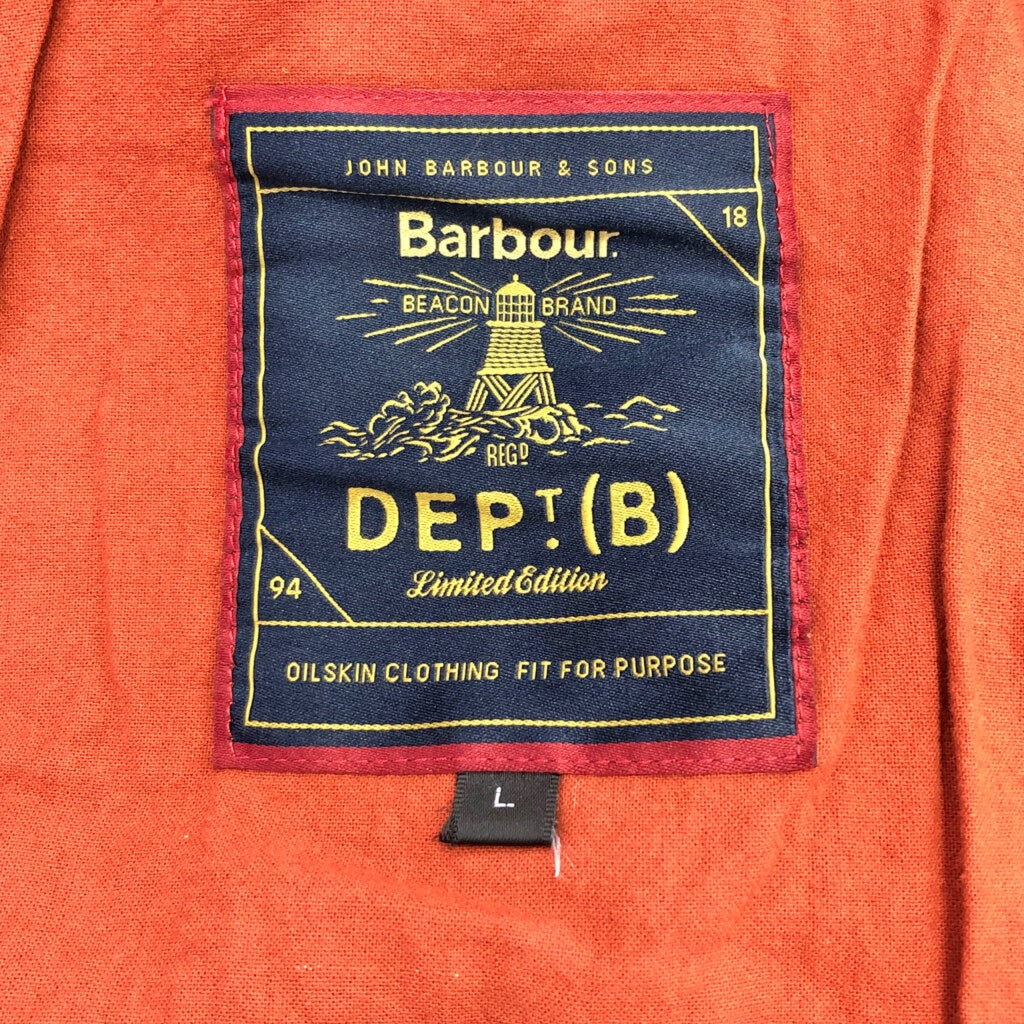 JOHN BARBOUR & SONS
18
Barbour.
BEACON BRAND
REGD
DEPT. (B)
Limited Edition
94
OILSKIN CLOTHING FIT FOR PURPOSE
L